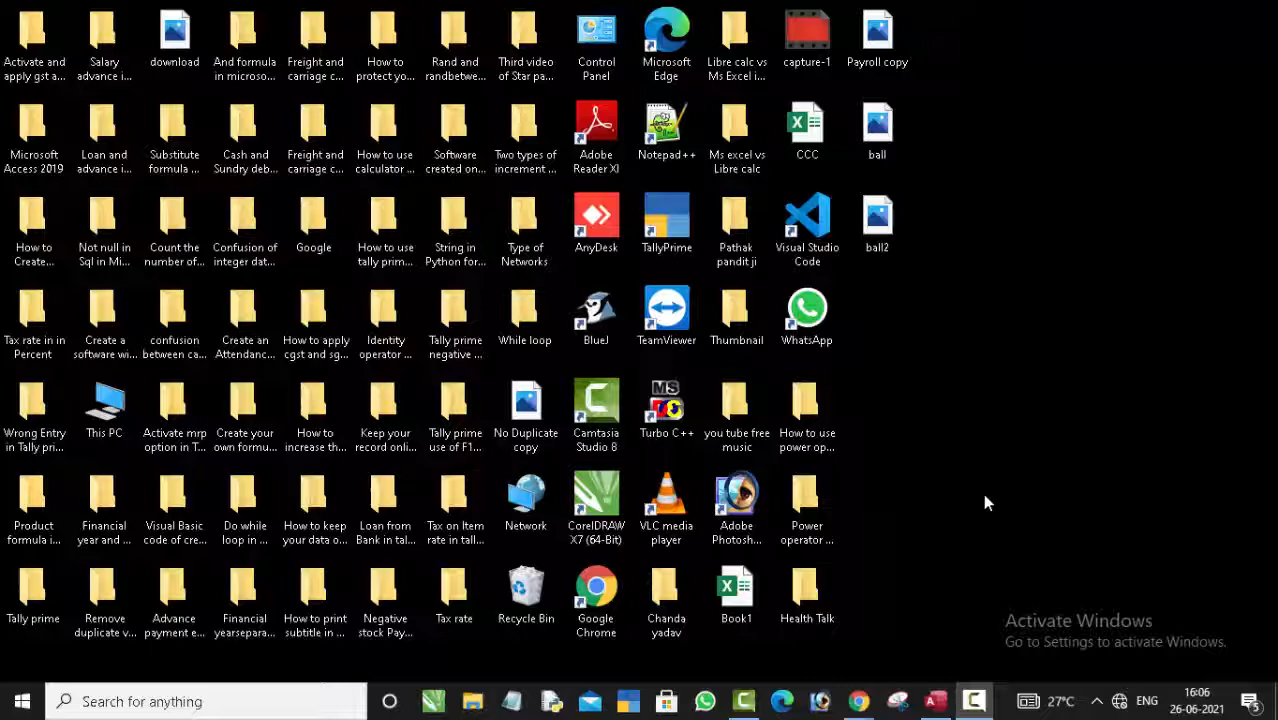 Activate and
apply gst a...
Salary
advance i...
download
And formula
in microso...
Freight and
carriage c...
How to
protect yo...
Rand and
randbetwe...
Third video
of Star pa...
Control
Panel
Microsoft
Edge
Libre calc vs
Ms Excel i...
capture-1
Payroll copy
Microsoft
Access 2019
Loan and
advance i...
Substitute
formula ...
Cash and
Sundry deb...
Freight and
carriage c...
How to use
calculator ...
Software
created on...
Two types of
increment ...
Adobe
Reader XI
Notepad++
Ms excel vs
Libre calc
CCC
ball
How to
Create...
Not null in
Sql in Mi...
Count the
number of...
Confusion of
integer dat...
Google
How to use
tally prim...
String in
Python for...
Type of
Networks
AnyDesk
TallyPrime
Pathak
pandit ji
Visual Studio
Code
ball2
Tax rate in in
Percent
Create a
software wi...
confusion
between ca...
Create an
Attendanc...
How to apply
cgst and sg...
Identity
operator ...
Tally prime
negative ...
While loop
BlueJ
TeamViewer
Thumbnail
WhatsApp
Wrong Entry
in Tally pri...
This PC
Activate mrp
option in T...
Create your
own formu...
How to
increase th...
Keep your
record onli...
Tally prime
use of F1...
No Duplicate
copy
Camtasia
Studio 8
MS
Turbo C++
you tube free
music
How to use
power op...
Product
formula i...
Financial
year and ...
Visual Basic
code of cre...
Do while
loop in ...
How to keep
your data o...
Loan from
Bank in tal...
Tax on Item
rate in tall...
Network
CorelDRAW
X7 (64-Bit)
VLC media
player
Adobe
Photosh...
Power
operator ...
Tally prime
Remove
duplicate v...
Advance
payment e...
Financial
yearsepara...
How to print
subtitle in ...
Negative
stock Pay...
Tax rate
Recycle Bin
Google
Chrome
Chanda
yadav
Book1
Health Talk
Activate Windows
Go to Settings to activate Windows.
Search for anything
27°C
ENG
16:06
26-06-2021
5